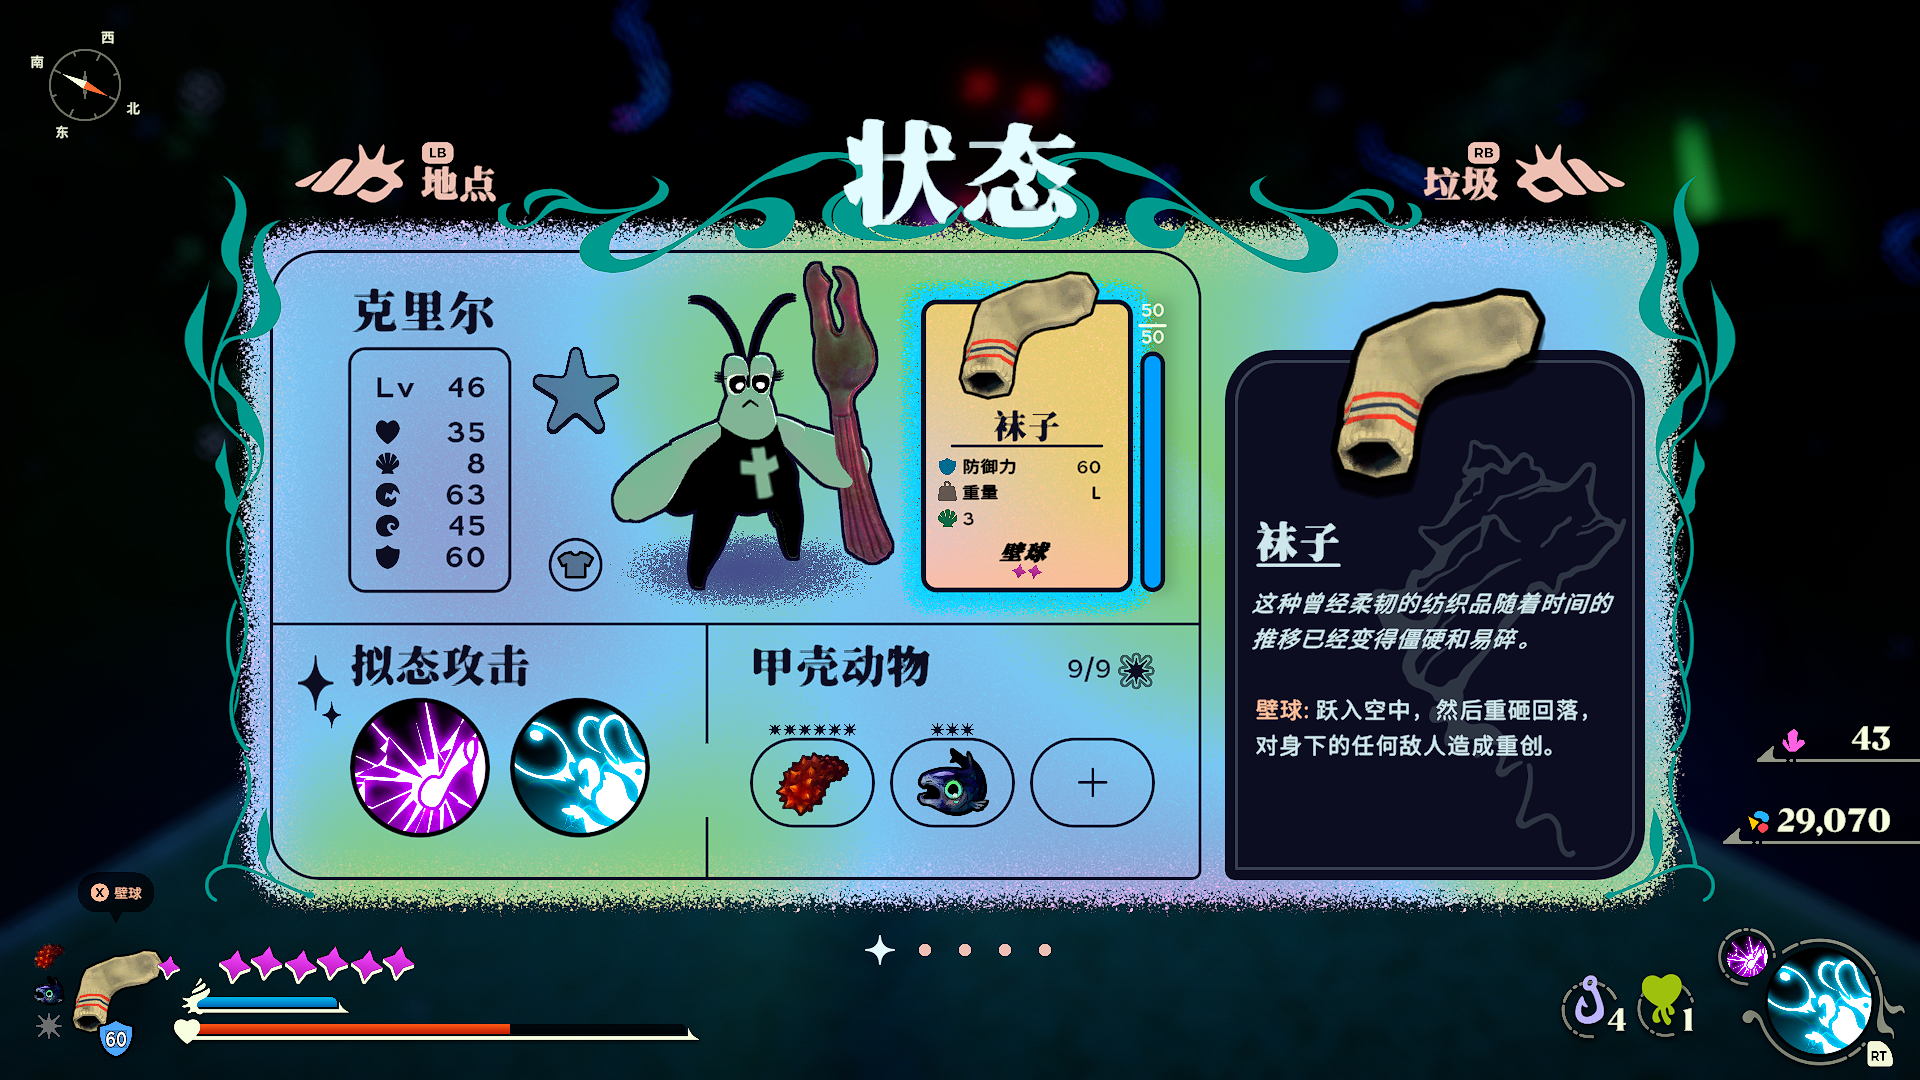 西
南
北
东
LB
地点
状态
RB
垃圾
克里尔
Lv 46
35
8
63
45
60
袜子
防御力 60
重量 L
3
壁球
50
50
袜子
这种曾经柔韧的纺织品随着时间的
推移已经变得僵硬和易碎。
壁球: 跃入空中，然后重砸回落，
对身下的任何敌人造成重创。
拟态攻击
甲壳动物
9/9
43
29,070
X 壁球
60
4
1
RT